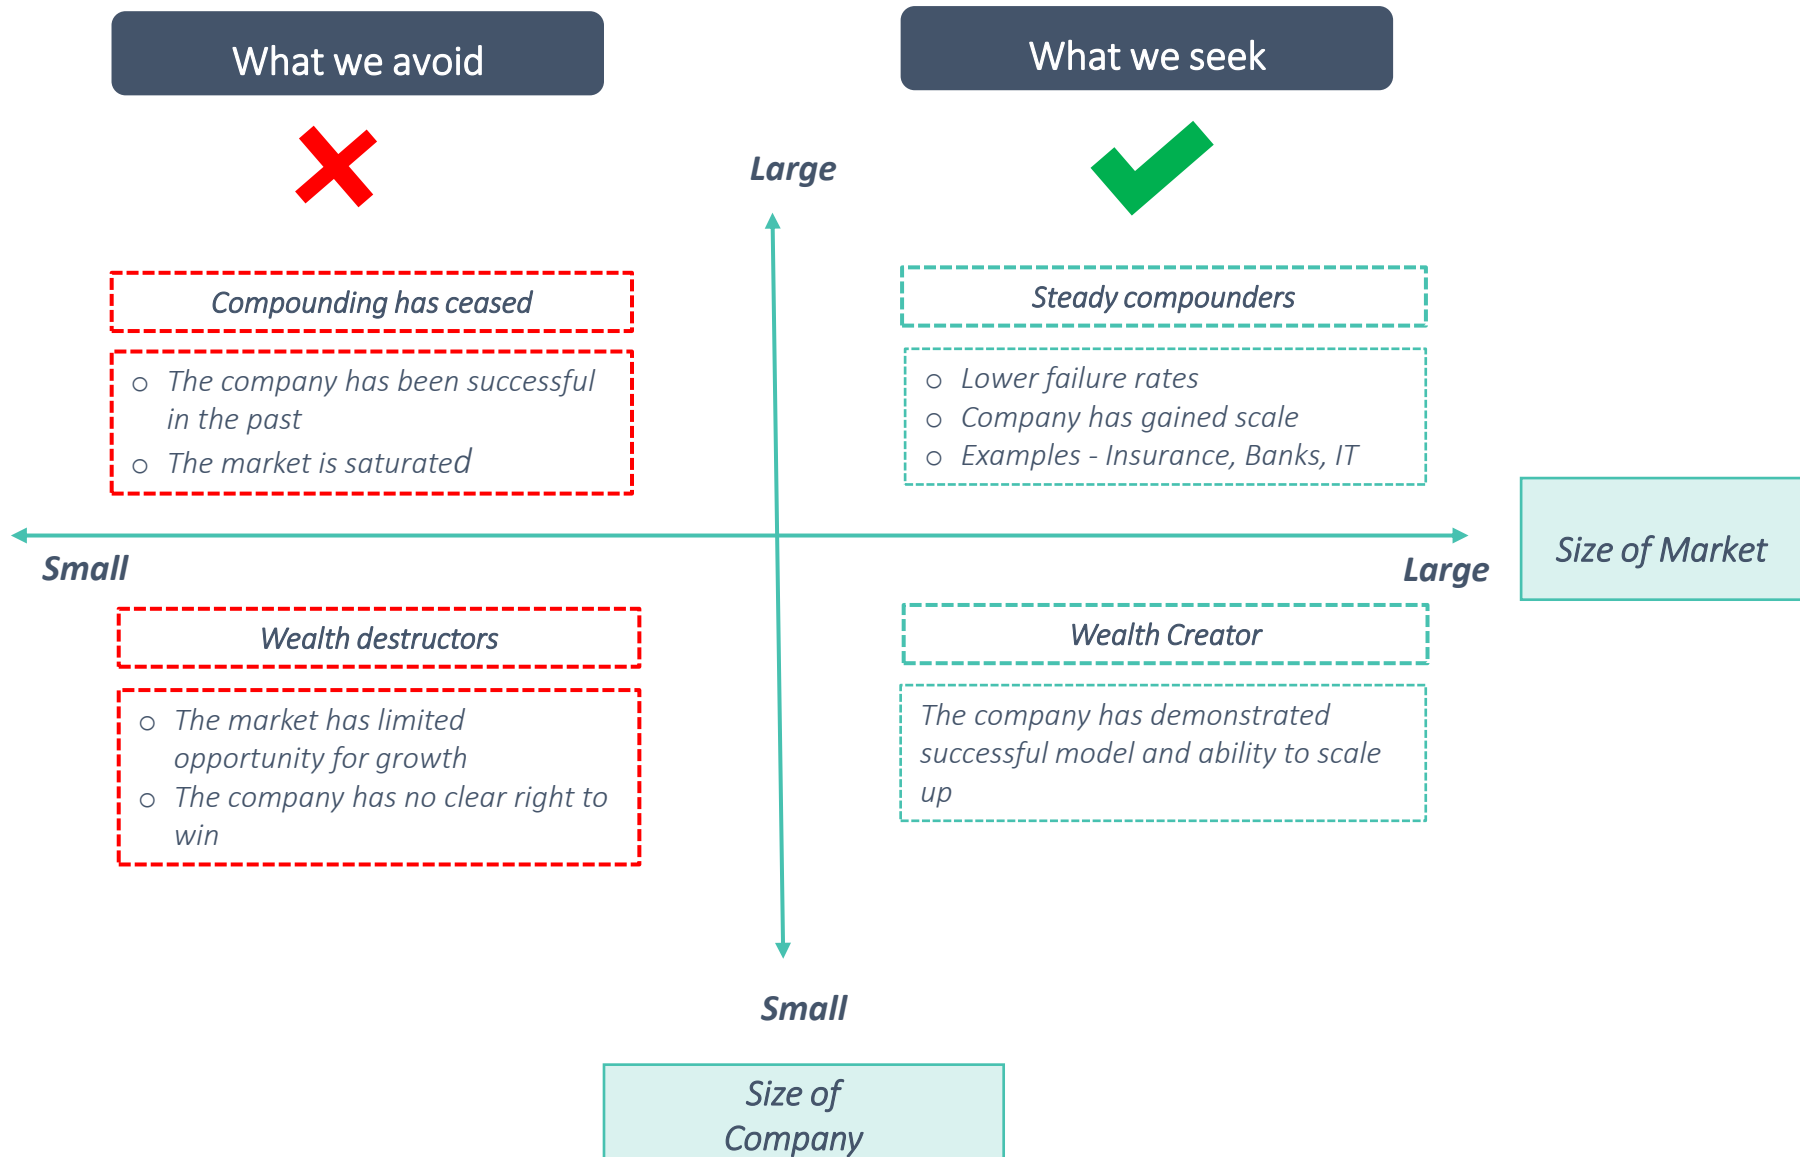 What we avoid
What we seek
Large
Compounding has ceased
o The company has been successful
in the past
o The market is saturated
Steady compounders
o Lower failure rates
o Company has gained scale
o Examples - Insurance, Banks, IT
Small
Large
Size of Market
Wealth destructors
o The market has limited
opportunity for growth
o The company has no clear right to
win
Wealth Creator
The company has demonstrated
successful model and ability to scale
up
Small
Size of
Company